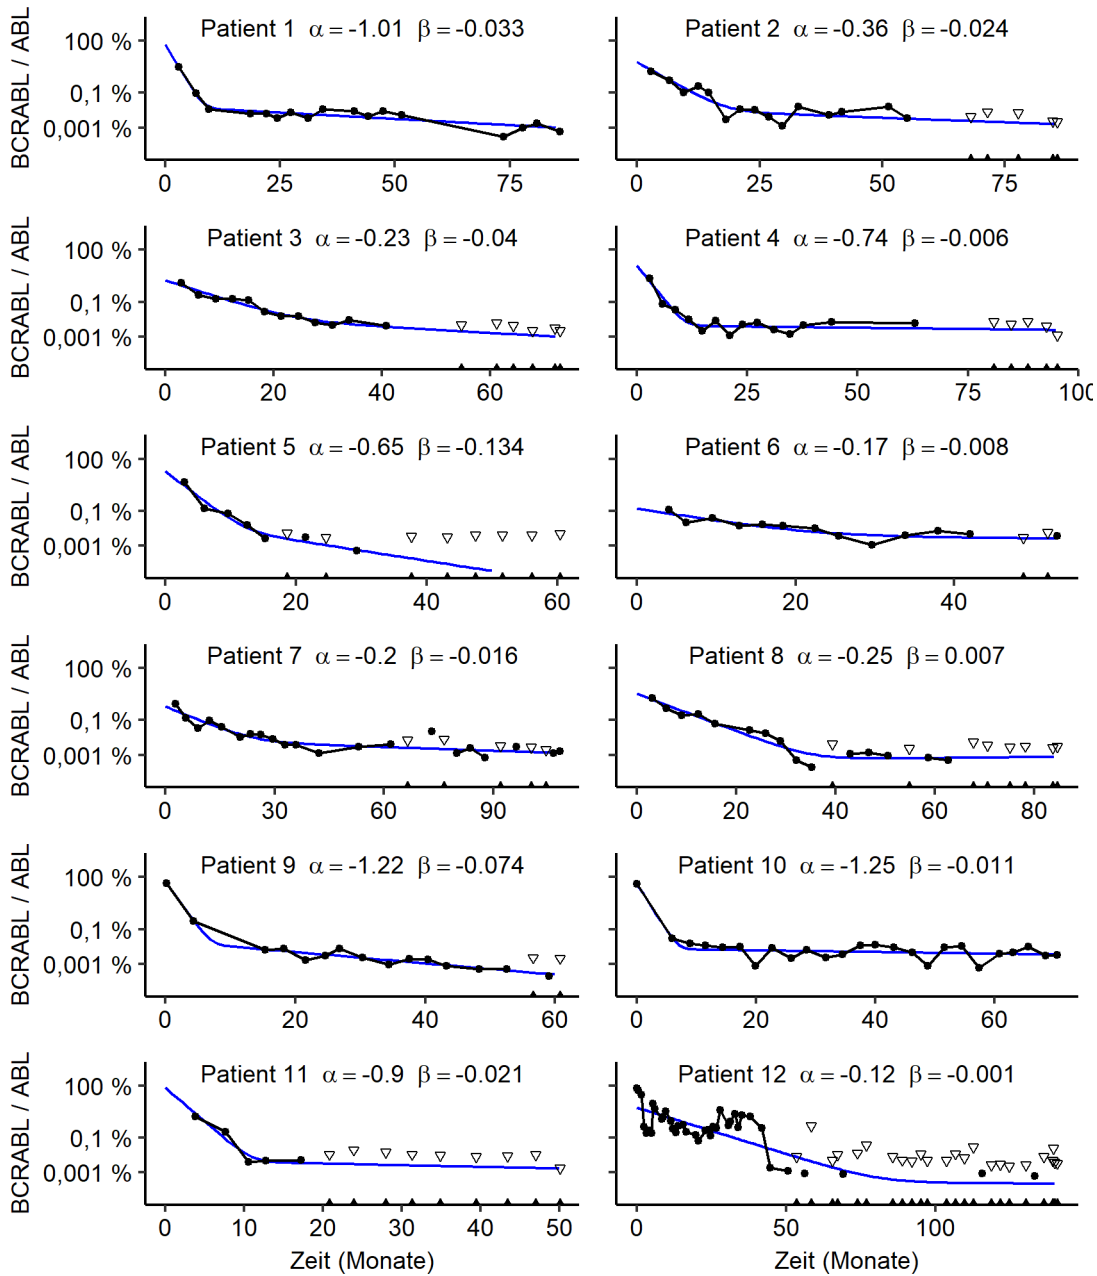 Patient 1 α = -1.01 β = -0.033
Patient 2 α = -0.36 β = -0.024
BCRABL / ABL
100 %
0,1 %
0,001 %
0 25 50 75
0 25 50 75
Patient 3 α = -0.23 β = -0.04
Patient 4 α = -0.74 β = -0.006
BCRABL / ABL
100 %
0,1 %
0,001 %
0 20 40 60
0 25 50 75 100
Patient 5 α = -0.65 β = -0.134
Patient 6 α = -0.17 β = -0.008
BCRABL / ABL
100 %
0,1 %
0,001 %
0 20 40 60
0 20 40
Patient 7 α = -0.2 β = -0.016
Patient 8 α = -0.25 β = 0.007
BCRABL / ABL
100 %
0,1 %
0,001 %
0 30 60 90
0 20 40 60 80
Patient 9 α = -1.22 β = -0.074
Patient 10 α = -1.25 β = -0.011
BCRABL / ABL
100 %
0,1 %
0,001 %
0 20 40 60
0 20 40 60
Patient 11 α = -0.9 β = -0.021
Patient 12 α = -0.12 β = -0.001
BCRABL / ABL
100 %
0,1 %
0,001 %
0 10 20 30 40 50
0 50 100
Zeit (Monate)
Zeit (Monate)